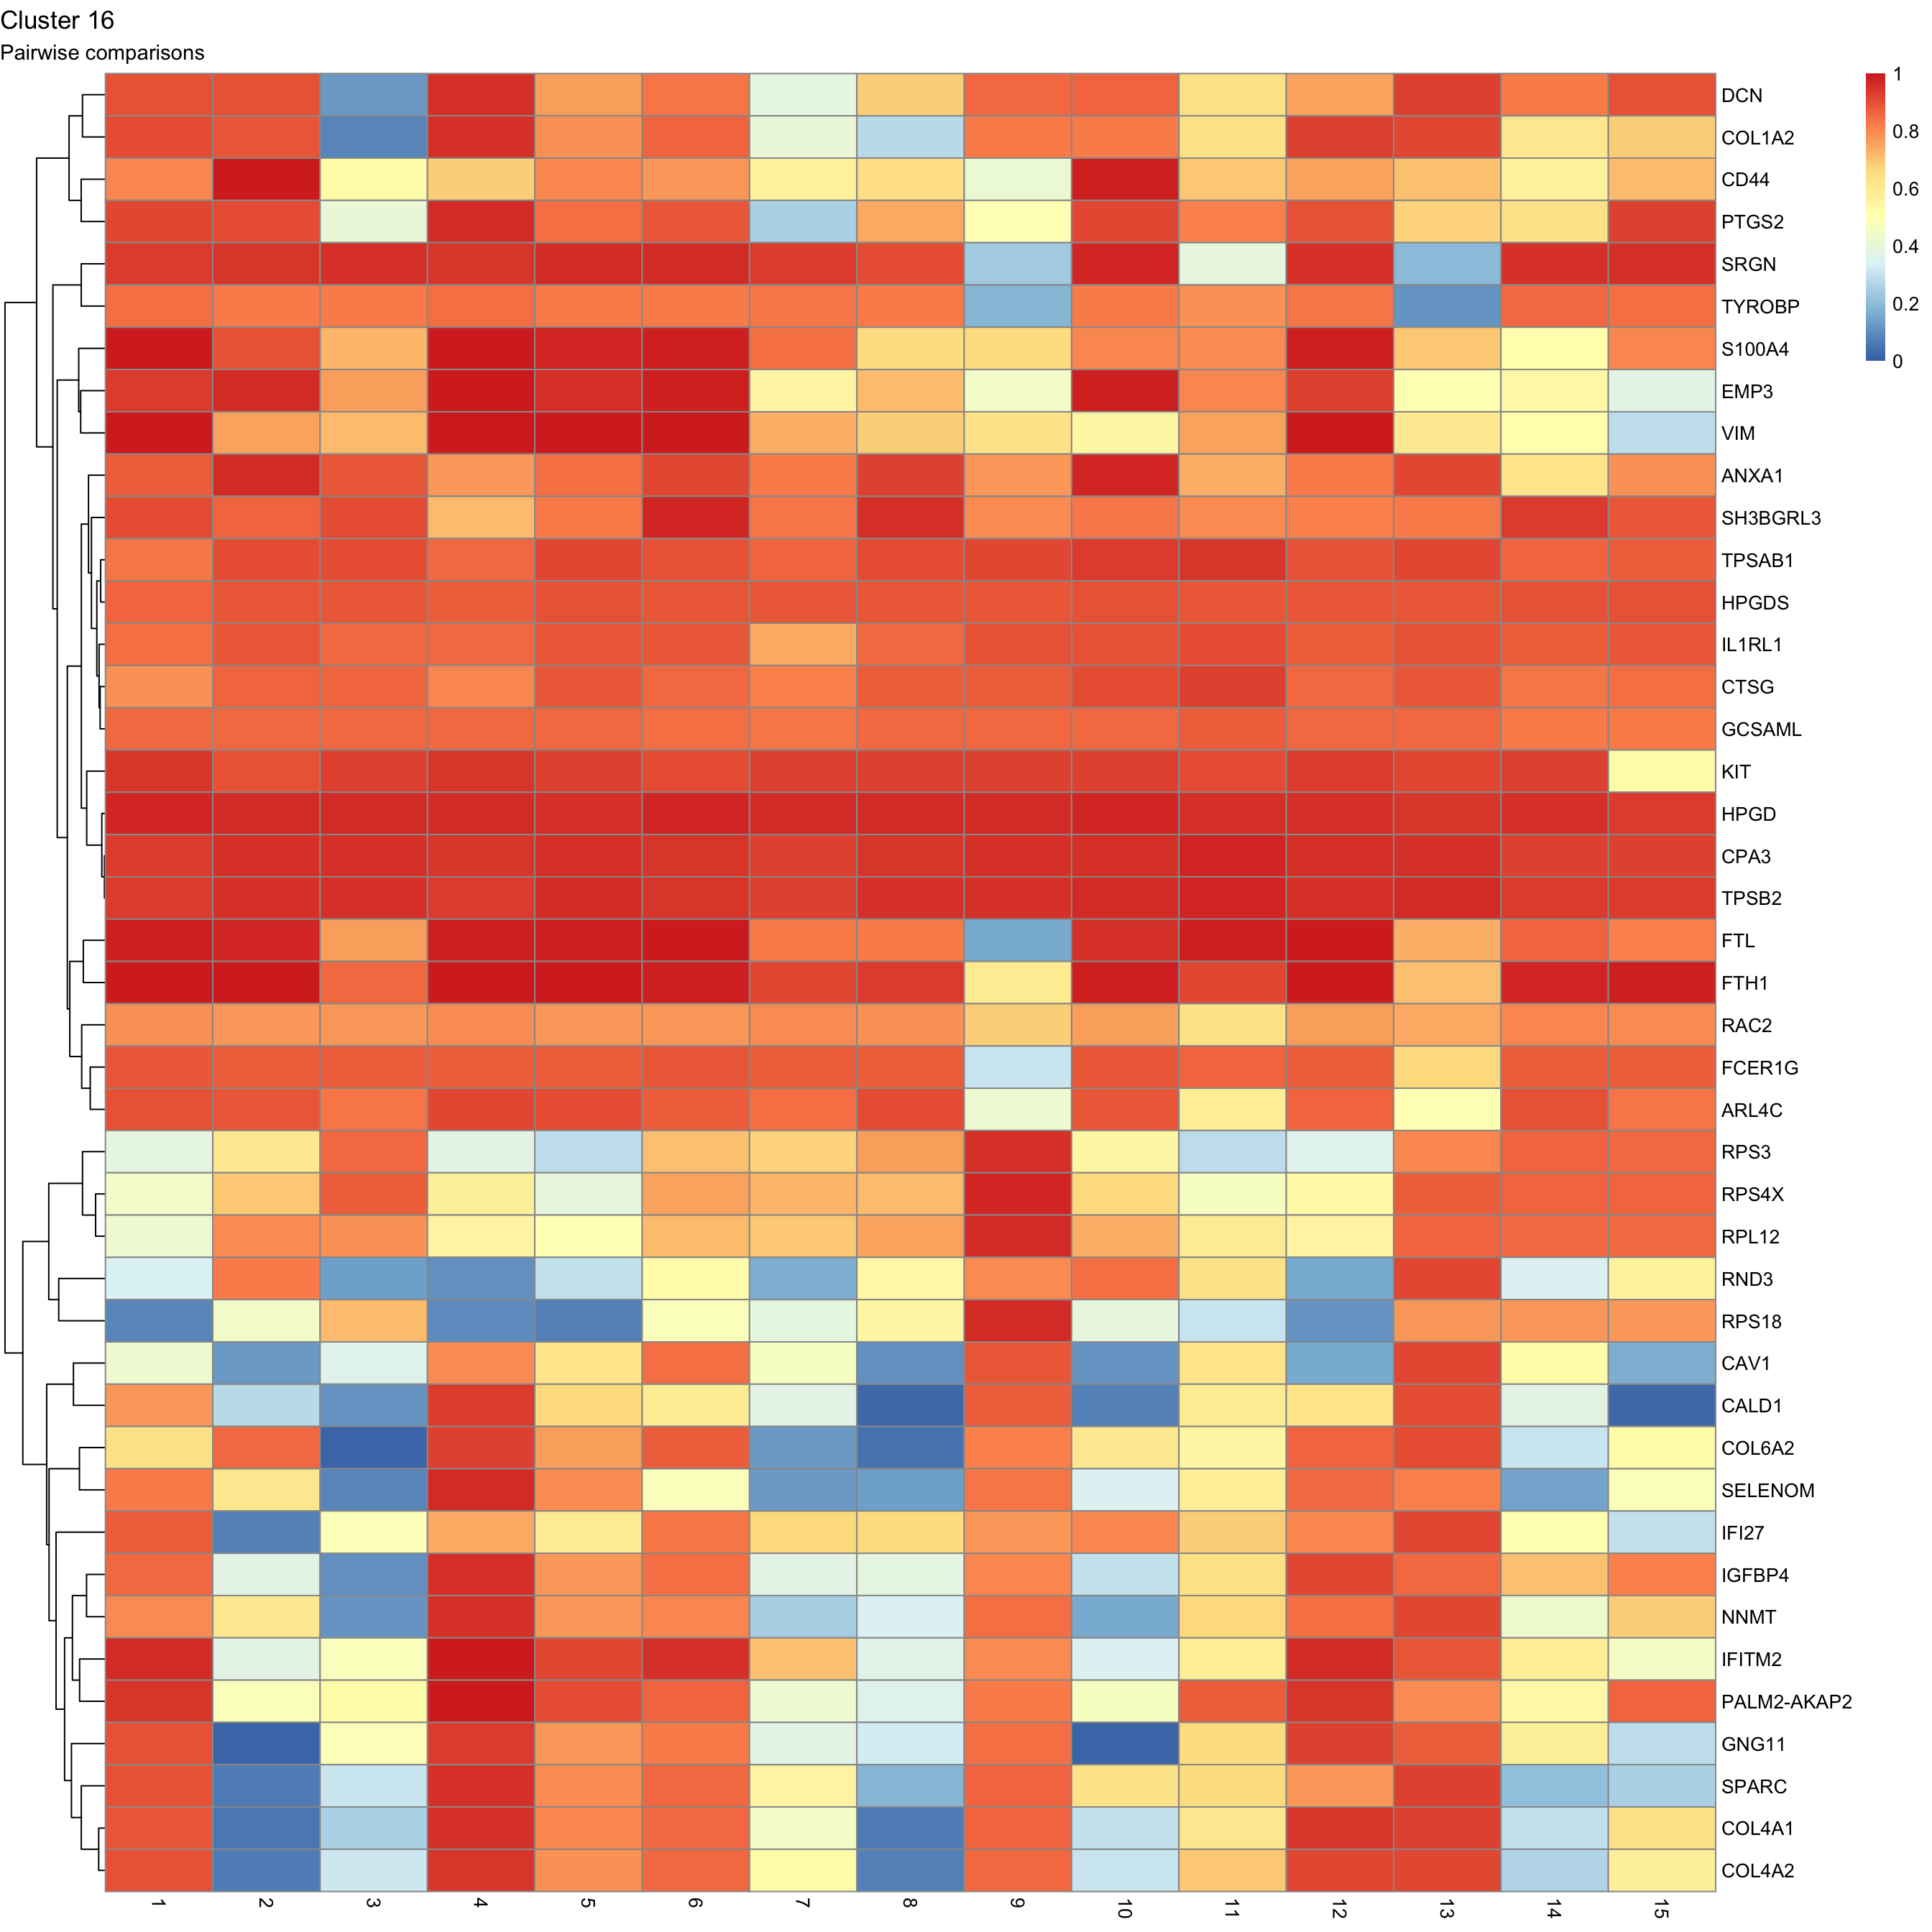 Cluster 16
Pairwise comparisons
DCN
COL1A2
CD44
PTGS2
SRGN
TYROBP
S100A4
EMP3
VIM
ANXA1
SH3BGRL3
TPSAB1
HPGDS
IL1RL1
CTSG
GCSAML
KIT
HPGD
CPA3
TPSB2
FTL
FTH1
RAC2
FCER1G
ARL4C
RPS3
RPS4X
RPL12
RND3
RPS18
CAV1
CALD1
COL6A2
SELENOM
IFI27
IGFBP4
NNMT
IFITM2
PALM2-AKAP2
GNG11
SPARC
COL4A1
COL4A2
1
0.8
0.6
0.4
0.2
0
1 2 3 4 5 6 7 8 9 10 11 12 13 14 15